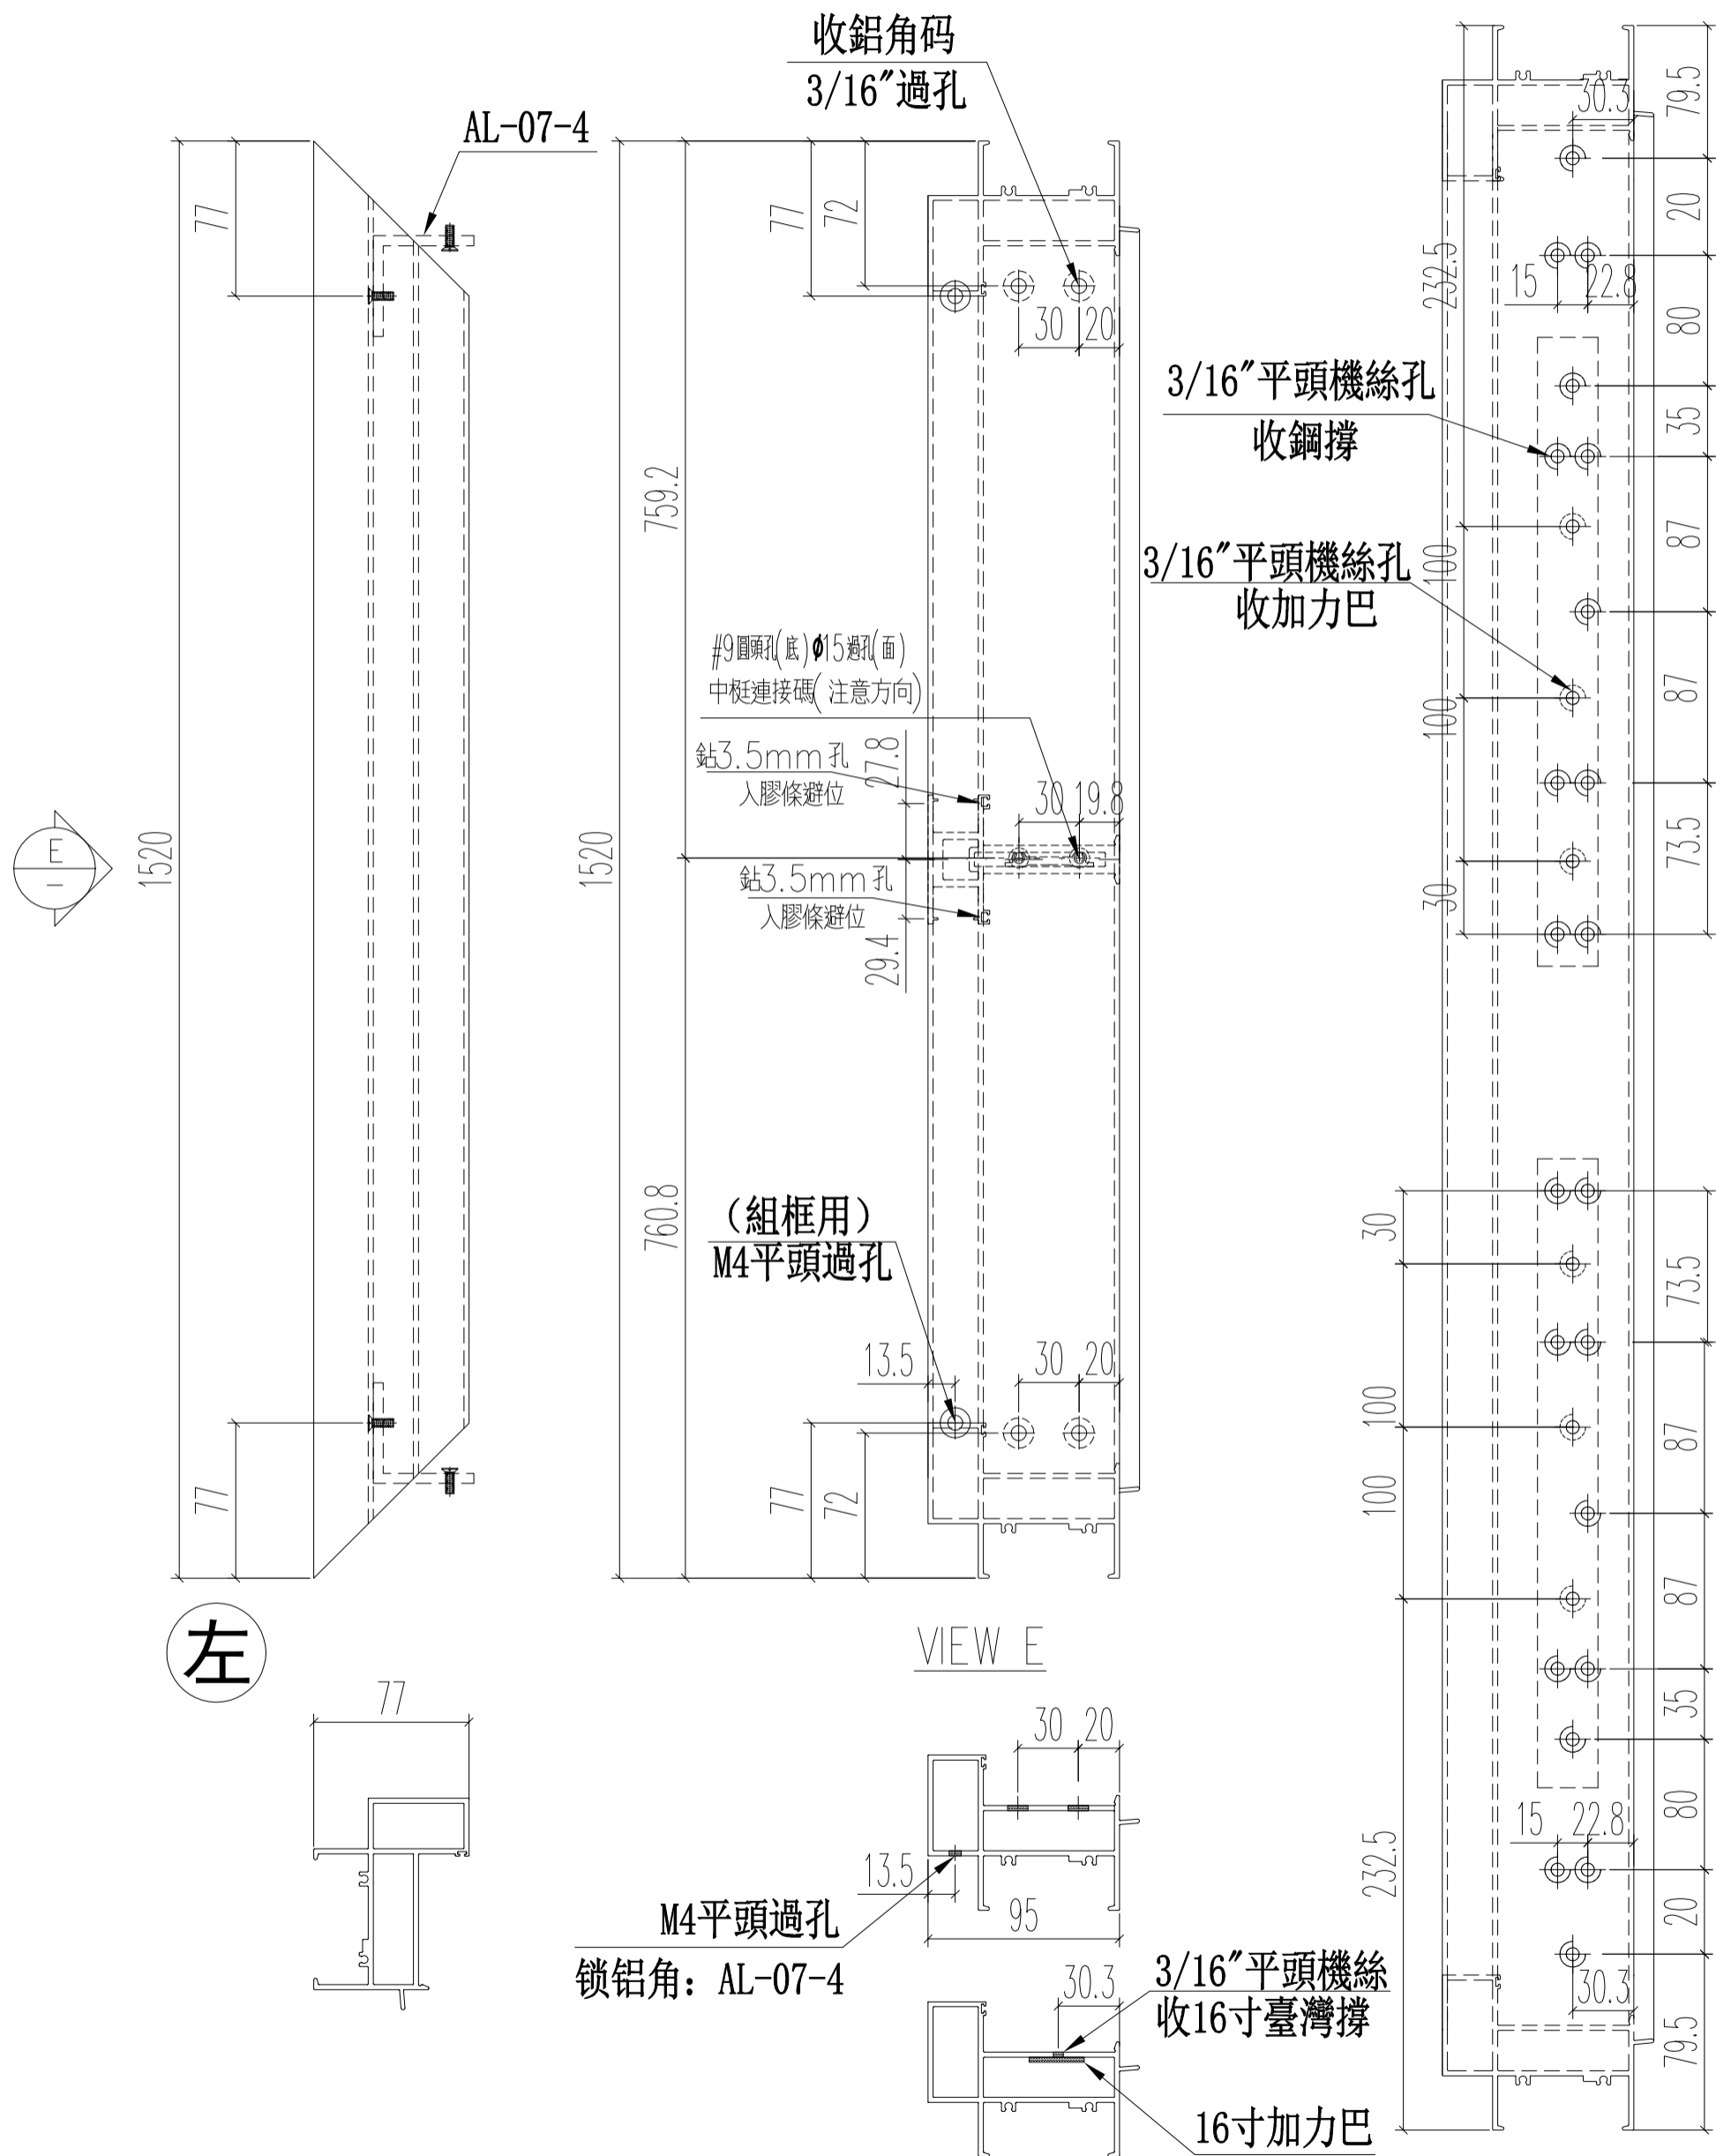 收鋁角码
3/16"過孔
AL-07-4
79.5
30.3
77
77
72
20
232.5
15
22.8
80
30
20
3/16"平頭機絲孔
收鋼撐
35
759.2
87
3/16"平頭機絲孔
收加力巴
100
#9圓頭孔(底)ϕ15過孔(面)
中梃連接碼(注意方向)
87
100
鉆3.5mm孔
入膠條避位
27.8
30
19.8
E
—
1520
1520
73.5
鉆3.5mm孔
入膠條避位
30
29.4
760.8
(組框用)
M4平頭過孔
30
73.5
13.5
30
20
100
87
77
77
72
100
87
左
VIEW E
77
30
20
35
15
22.8
80
232.5
13.5
M4平頭過孔
95
锁铝角：AL-07-4
20
3/16"平頭機絲
收16寸臺灣撐
30.3
30.3
79.5
16寸加力巴